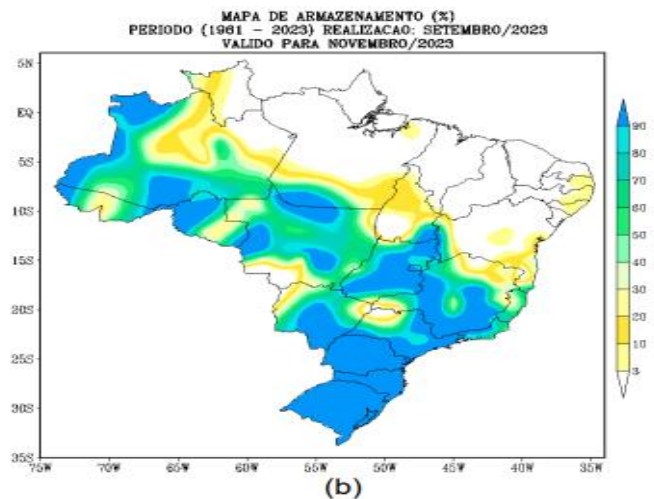 MAPA DE ARMAZENAMENTO (%)
PERIODO (1961 - 2023) REALIZACAO: SETEMBRO/2023
VALIDO PARA NOVEMBRO/2023
5N
EQ
5S
10S
15S
20S
25S
30S
35S
75W 70W 65W 60W 55W 50W 45W 40W 35W
90
80
70
60
50
40
30
20
10
3
(b)